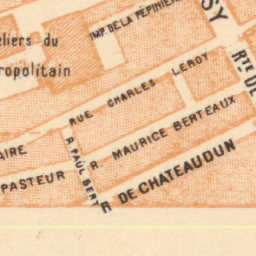 IMP. DE LA PÉPINIÈRE
SY
eliers du
ropolitain
RUE CHARLES LEROY
RTE DE
AIRE
R. MAURICE BERTEAUX
R. PAUL BERT
PASTEUR
R. DE CHATEAUDUN